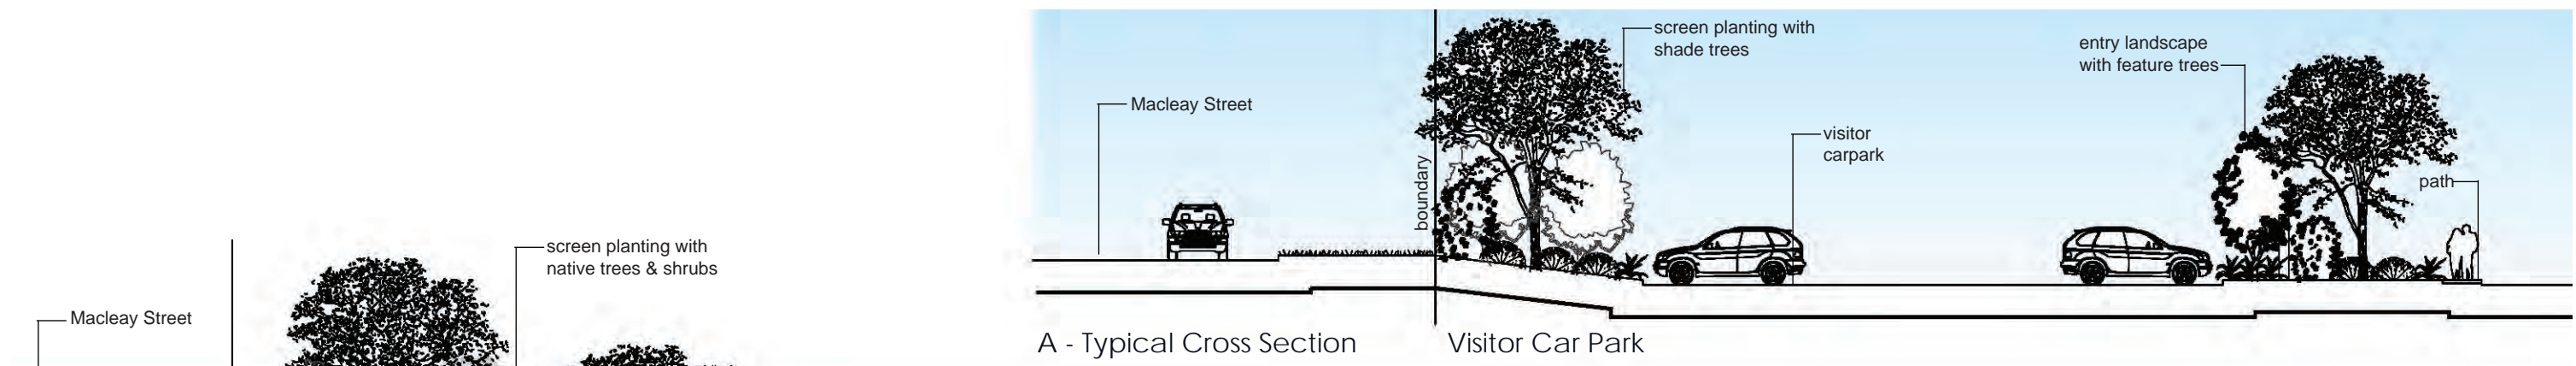 screen planting with
native trees & shrubs
Macleay Street
Macleay Street
boundary
screen planting with
shade trees
visitor
carpark
entry landscape
with feature trees
path
A - Typical Cross Section
Visitor Car Park